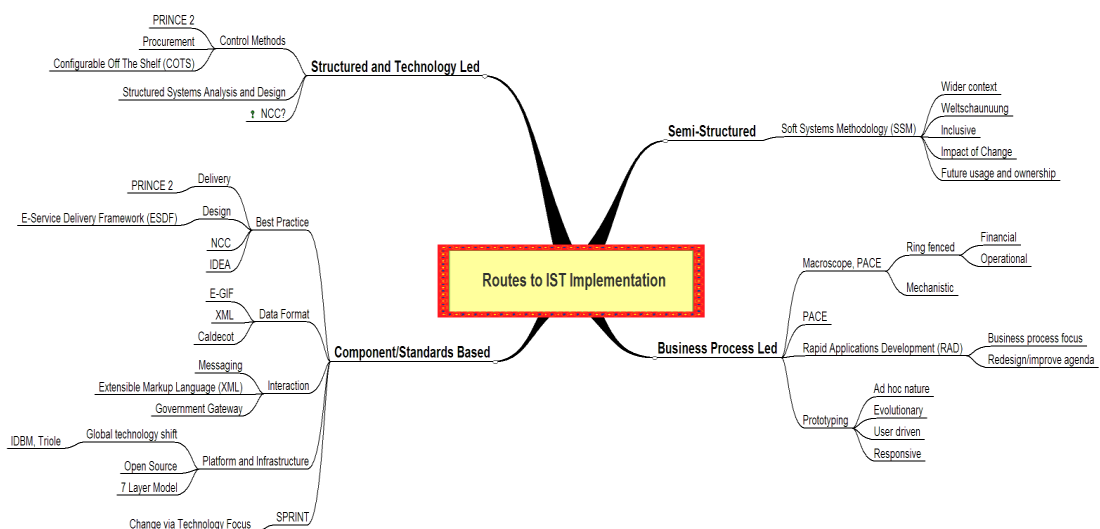 Routes to IST Implementation
Structured and Technology Led
Control Methods
PRINCE 2
Procurement
Configurable Off The Shelf (COTS)
Structured Systems Analysis and Design
NCC?
Semi-Structured
Soft Systems Methodology (SSM)
Wider context
Weltschaunuung
Inclusive
Impact of Change
Future usage and ownership
Business Process Led
Macroscope, PACE
Ring fenced
Financial
Operational
Mechanistic
PACE
Rapid Applications Development (RAD)
Business process focus
Redesign/improve agenda
Prototyping
Ad hoc nature
Evolutionary
User driven
Responsive
Component/Standards Based
Best Practice
Delivery
PRINCE 2
Design
E-Service Delivery Framework (ESDF)
NCC
IDEA
Data Format
E-GIF
XML
Caldecot
Interaction
Messaging
Extensible Markup Language (XML)
Government Gateway
Platform and Infrastructure
Global technology shift
IDBM, Triole
Open Source
7 Layer Model
SPRINT
Change via Technology Focus